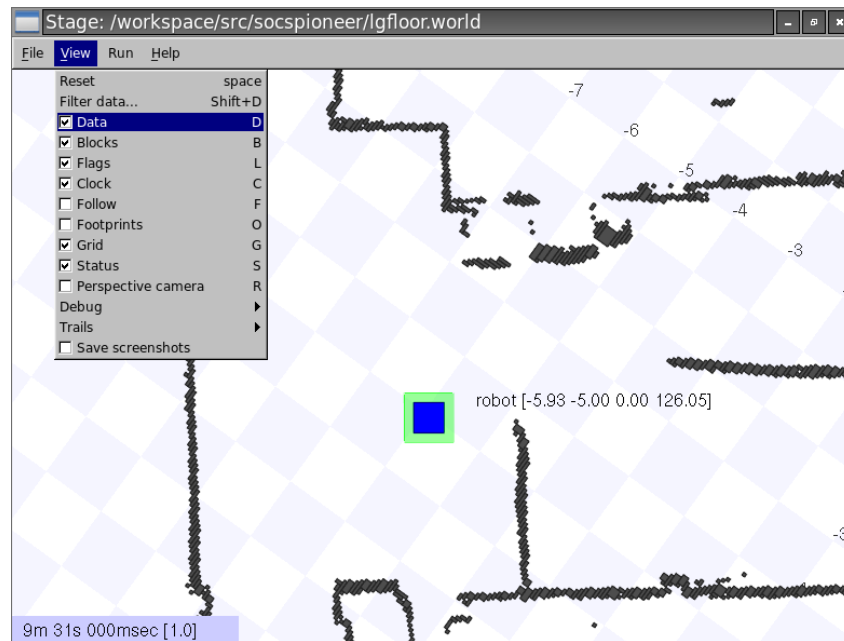 Stage: /workspace/src/socspioneer/lgfloor.world
File View Run Help
Reset space
Filter data... Shift+D
Data D
Blocks B
Flags L
Clock C
Follow F
Footprints O
Grid G
Status S
Perspective camera R
Debug
Trails
Save screenshots
-7
-6
-5
-4
-3
robot [-5.93 -5.00 0.00 126.05]
-3
9m 31s 000msec [1.0]